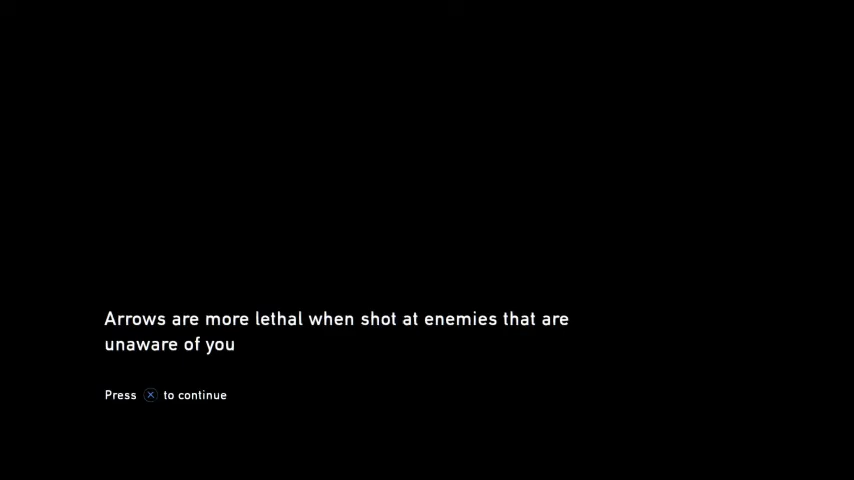 Arrows are more lethal when shot at enemies that are
unaware of you
Press ⓧ to continue